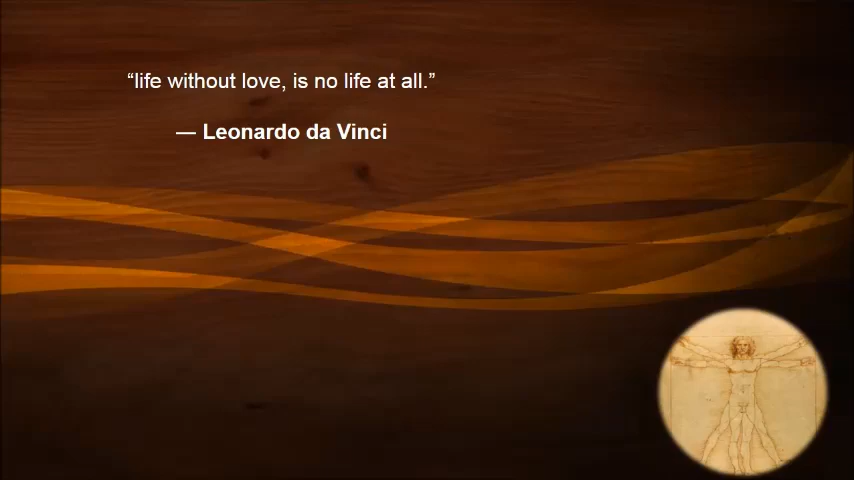 “life without love, is no life at all.”
— Leonardo da Vinci